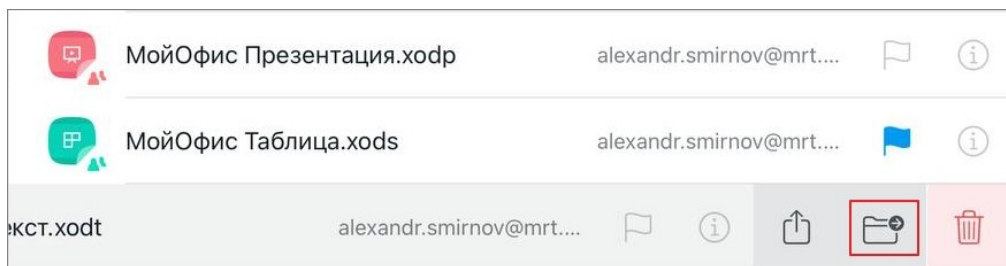 МойОфис Презентация.xodp alexandr.smirnov@mrt....
МойОфис Таблица.xods alexandr.smirnov@mrt....
екст.xodt alexandr.smirnov@mrt....